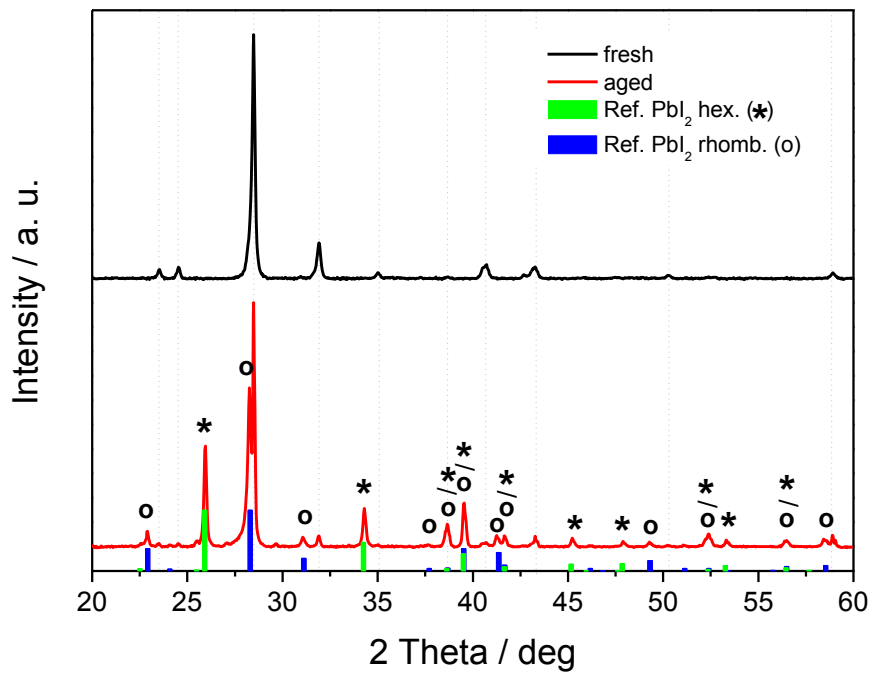 Intensity / a. u.
fresh
aged
Ref. PbI2 hex. (*)
Ref. PbI2 rhomb. (o)
o * o o * o o/* o/* o o/* * * o o/* * o/* o
20 25 30 35 40 45 50 55 60
2 Theta / deg